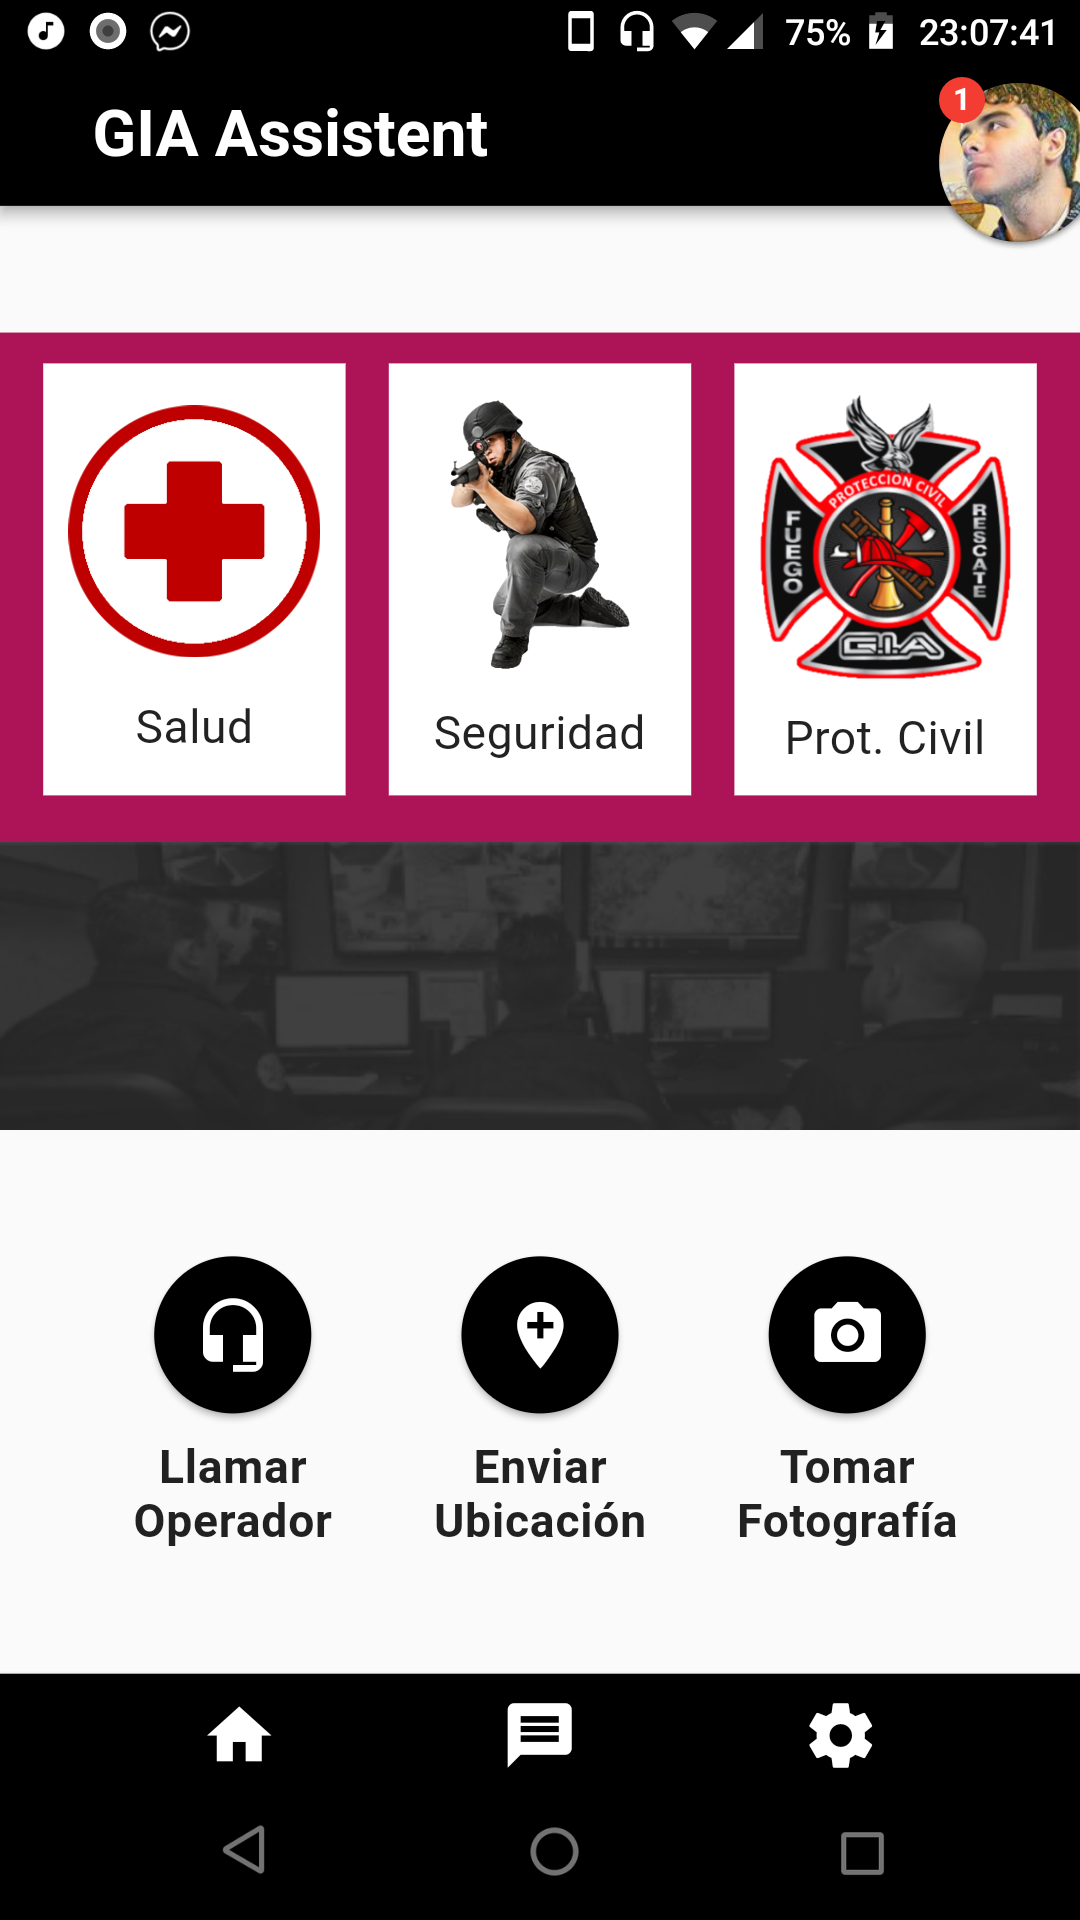 75% 23:07:41
1
GIA Assistent
PROTECCION CIVIL
FUEGO
RESCATE
G.I.A
Salud
Seguridad
Prot. Civil
Llamar
Operador
Enviar
Ubicación
Tomar
Fotografía